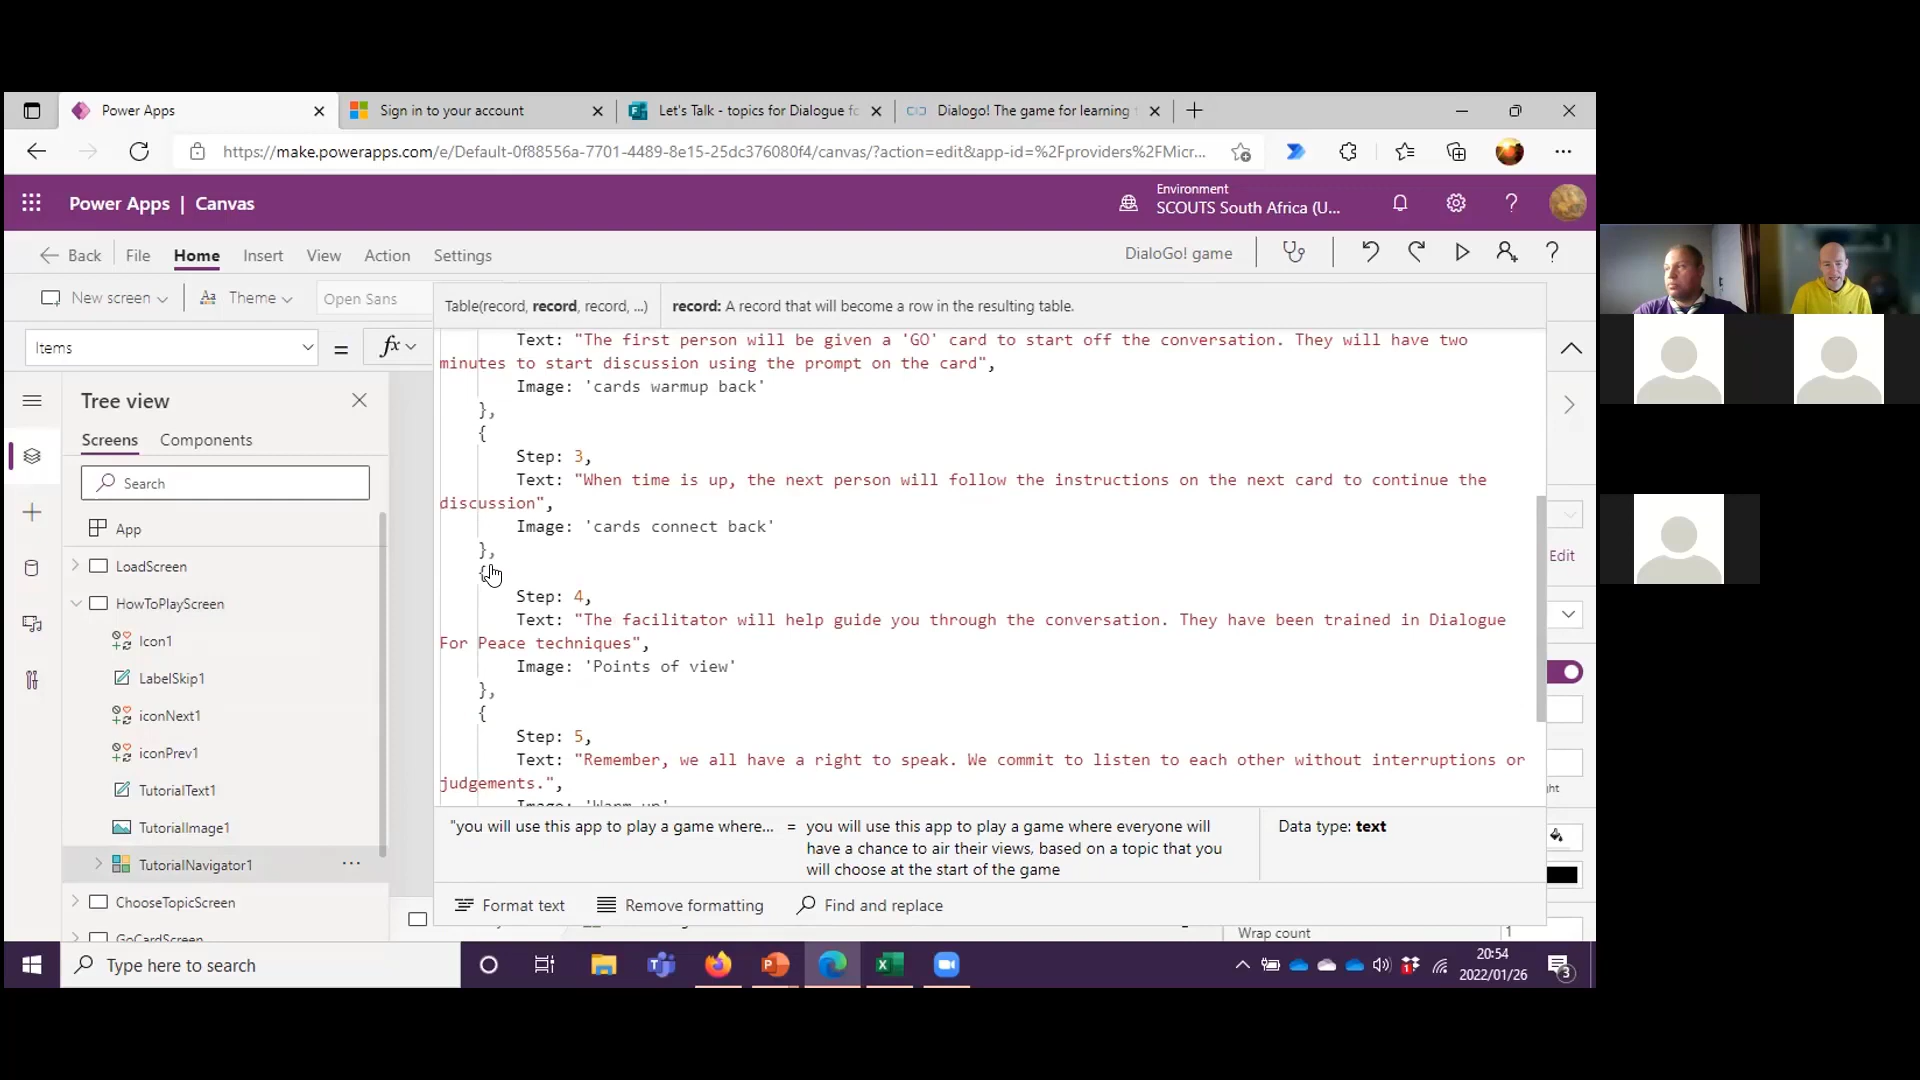 Power Apps
Sign in to your account
Let's Talk - topics for Dialogue fo
Dialogo! The game for learning
https://make.powerapps.com/e/Default-0f88556a-7701-4489-8e15-25dc376080f4/canvas/?action=edit&app-id=%2Fproviders%2FMicr...
Power Apps | Canvas
Environment
SCOUTS South Africa (U...
Back
File
Home
Insert
View
Action
Settings
DialoGo! game
New screen
Theme
Open Sans
Table(record, record, record, ...)
record: A record that will become a row in the resulting table.
Items
=
fx
Tree view
Screens
Components
Search
App
LoadScreen
HowToPlayScreen
Icon1
LabelSkip1
iconNext1
iconPrev1
TutorialText1
TutorialImage1
TutorialNavigator1
ChooseTopicScreen
GoCardScreen
Text: "The first person will be given a 'GO' card to start off the conversation. They will have two
minutes to start discussion using the prompt on the card",
Image: 'cards warmup back'
},
{
Step: 3,
Text: "When time is up, the next person will follow the instructions on the next card to continue the
discussion",
Image: 'cards connect back'
},
{
Step: 4,
Text: "The facilitator will help guide you through the conversation. They have been trained in Dialogue
For Peace techniques",
Image: 'Points of view'
},
{
Step: 5,
Text: "Remember, we all have a right to speak. We commit to listen to each other without interruptions or
judgements.",
Image: 'Warm up'
"you will use this app to play a game where... = you will use this app to play a game where everyone will
have a chance to air their views, based on a topic that you
will choose at the start of the game
Data type: text
Format text
Remove formatting
Find and replace
Edit
ht
Wrap count
1
Type here to search
20:54
2022/01/26
3